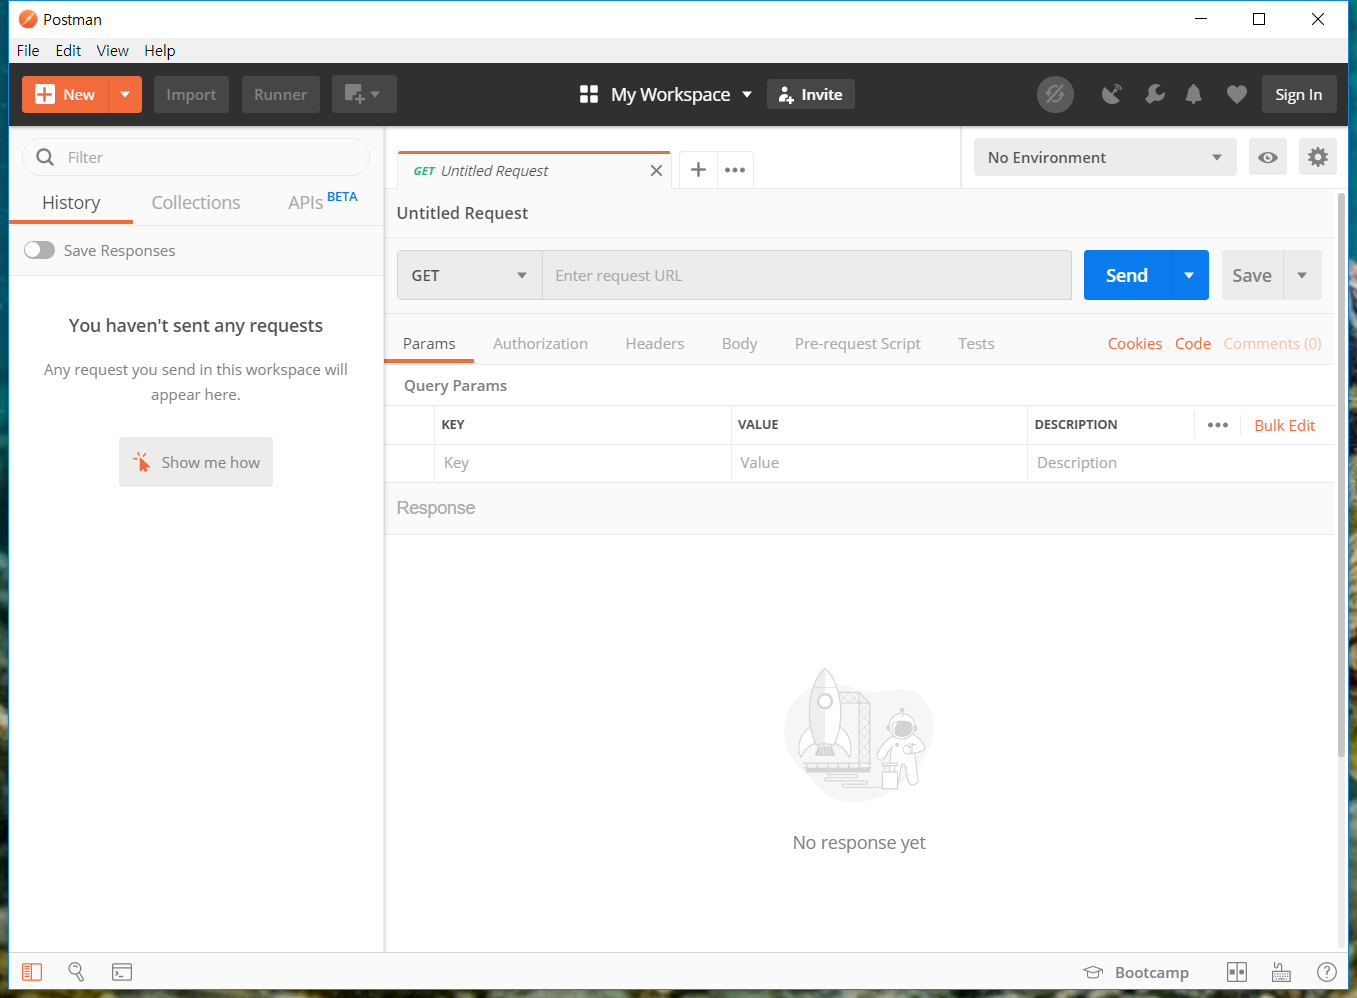 Postman
File Edit View Help
New Import Runner My Workspace Invite Sign In
Filter
History Collections APIs BETA
Save Responses
You haven't sent any requests
Any request you send in this workspace will
appear here.
Show me how
GET Untitled Request
No Environment
Untitled Request
GET Enter request URL Send Save
Params Authorization Headers Body Pre-request Script Tests Cookies Code Comments (0)
Query Params
KEY VALUE DESCRIPTION Bulk Edit
Key Value Description
Response
No response yet
Bootcamp